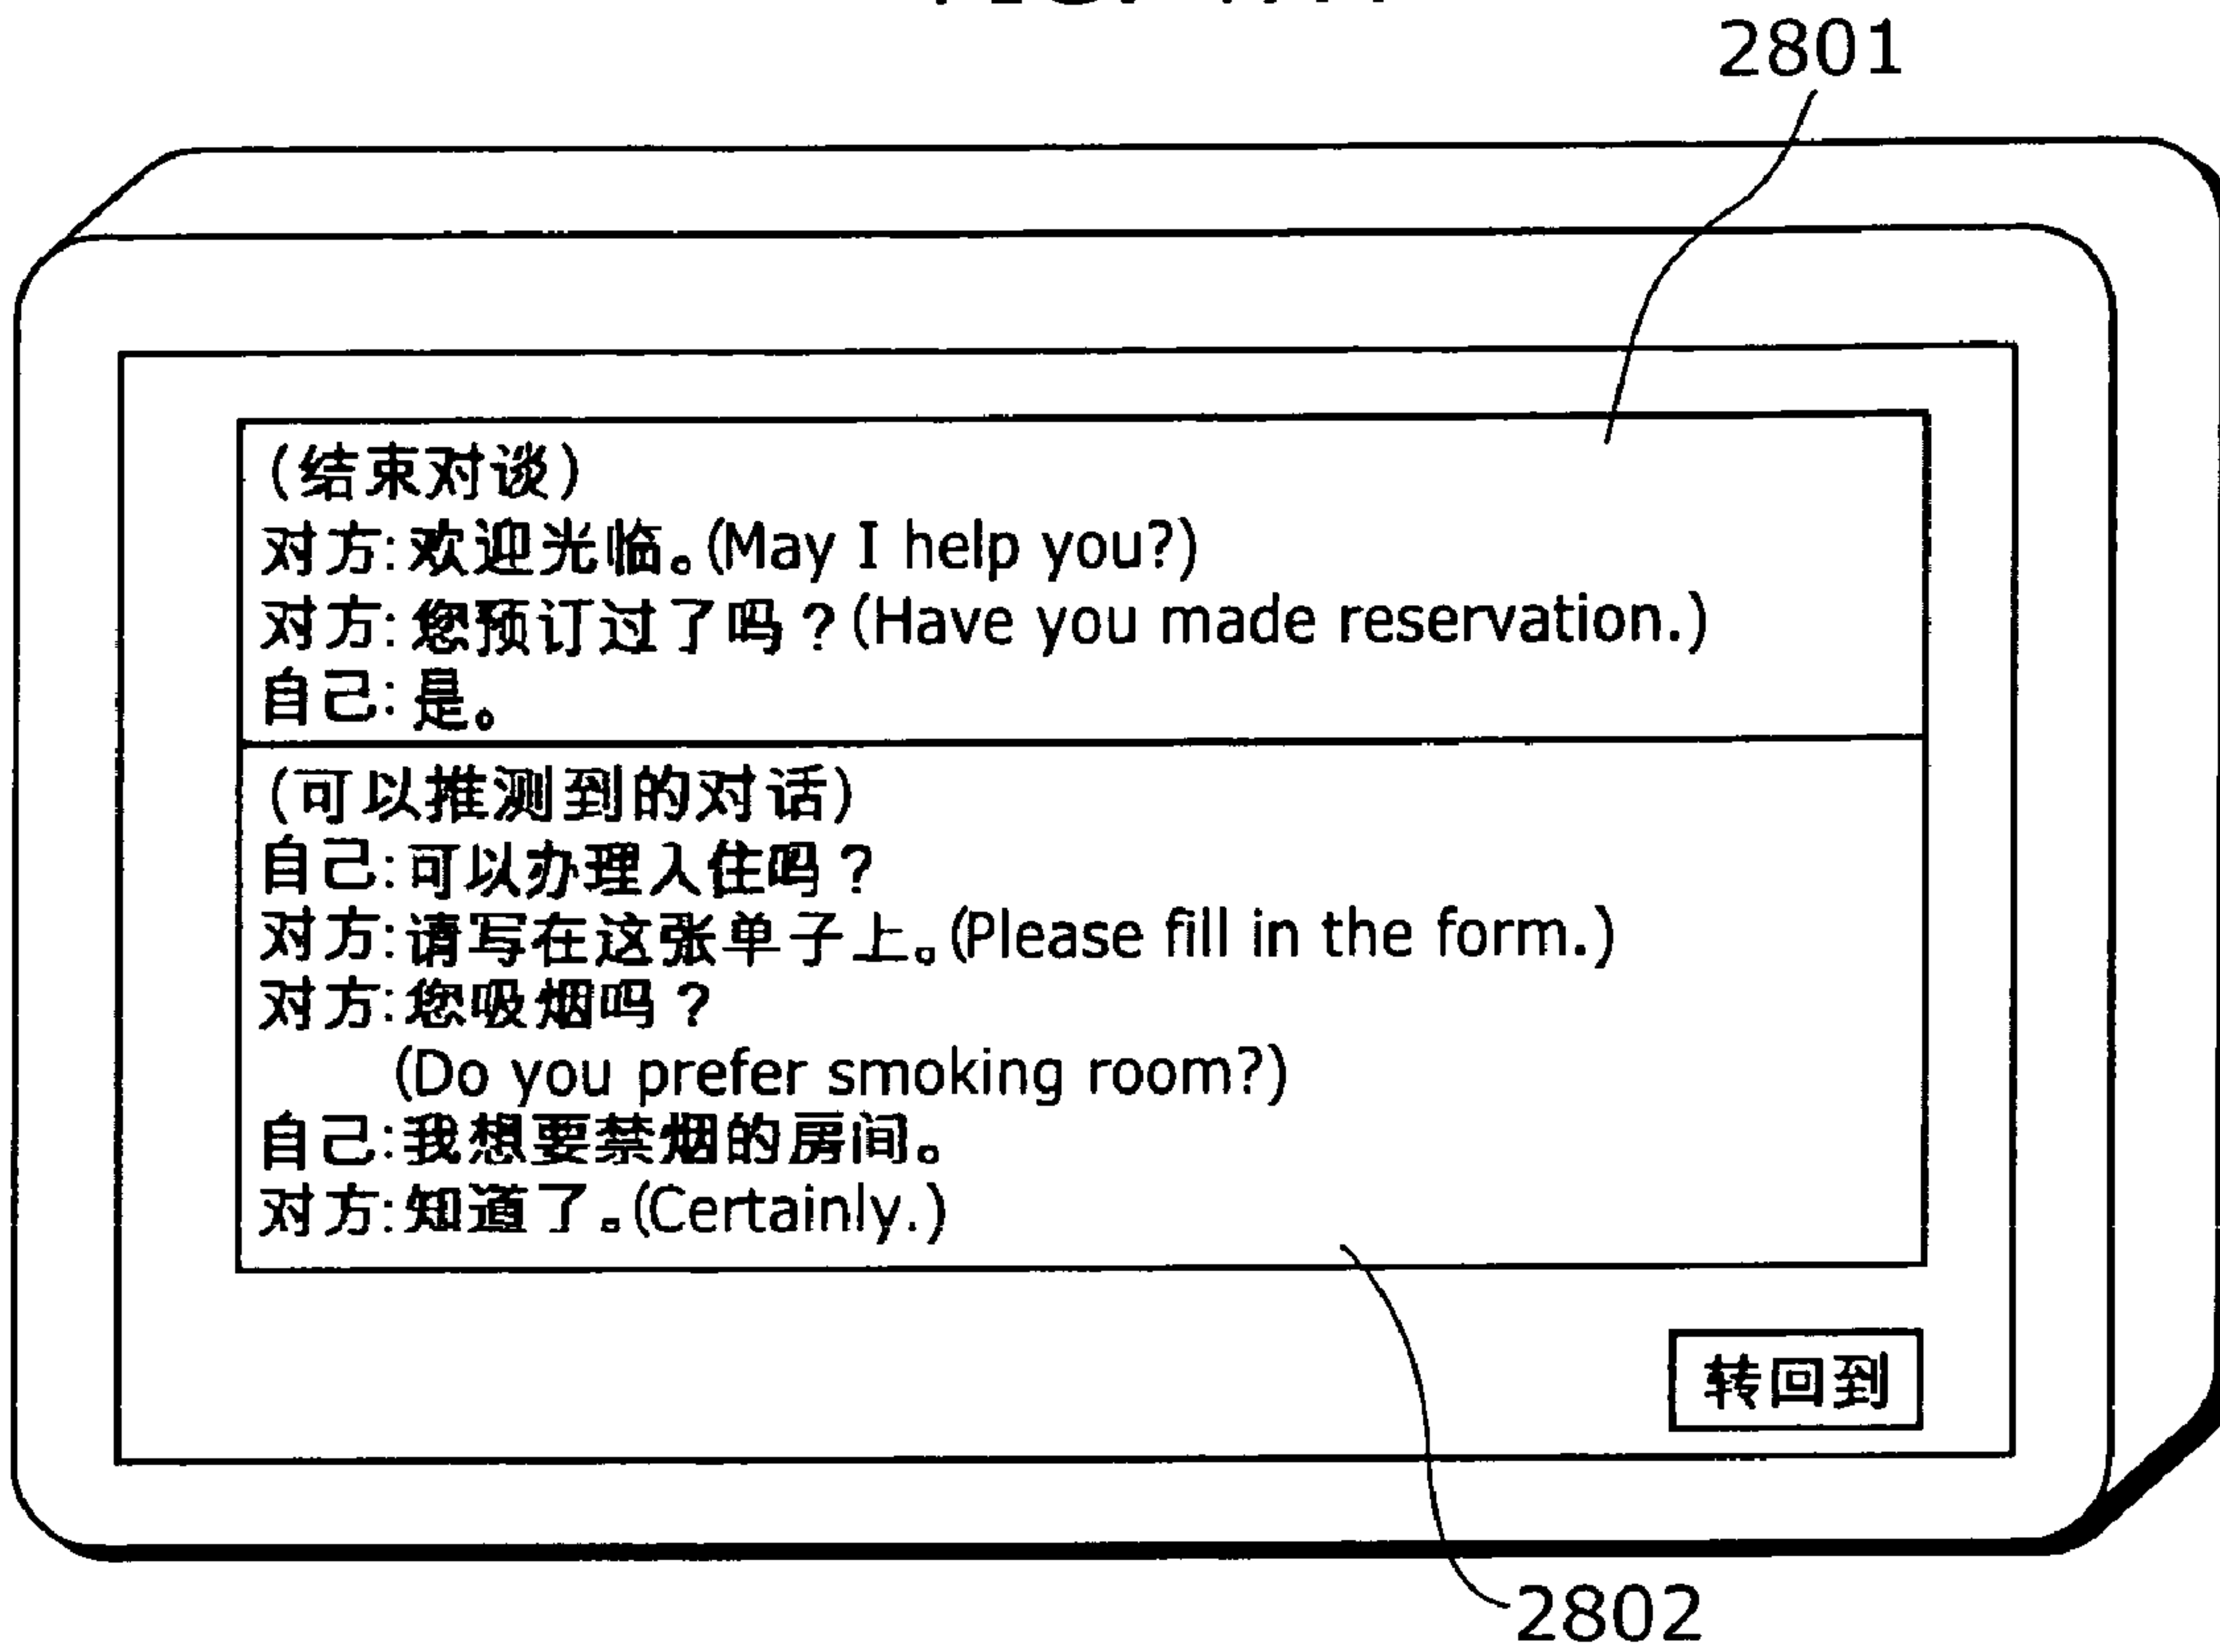 2801
(结束对谈)
对方:欢迎光临。(May I help you?)
对方:您预订过了吗?(Have you made reservation.)
自己:是。
(可以推测到的对话)
自己:可以办理入住吗?
对方:请写在这张单子上。(Please fill in the form.)
对方:您吸烟吗?
(Do you prefer smoking room?)
自己:我想要禁烟的房间。
对方:知道了。(Certainly.)
转回到
2802